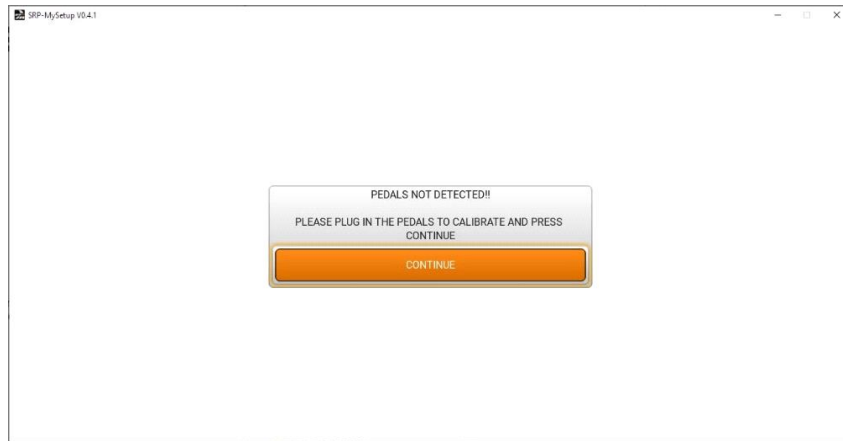 SRP-MySetup V0.4.1
PEDALS NOT DETECTED!!
PLEASE PLUG IN THE PEDALS TO CALIBRATE AND PRESS
CONTINUE
CONTINUE